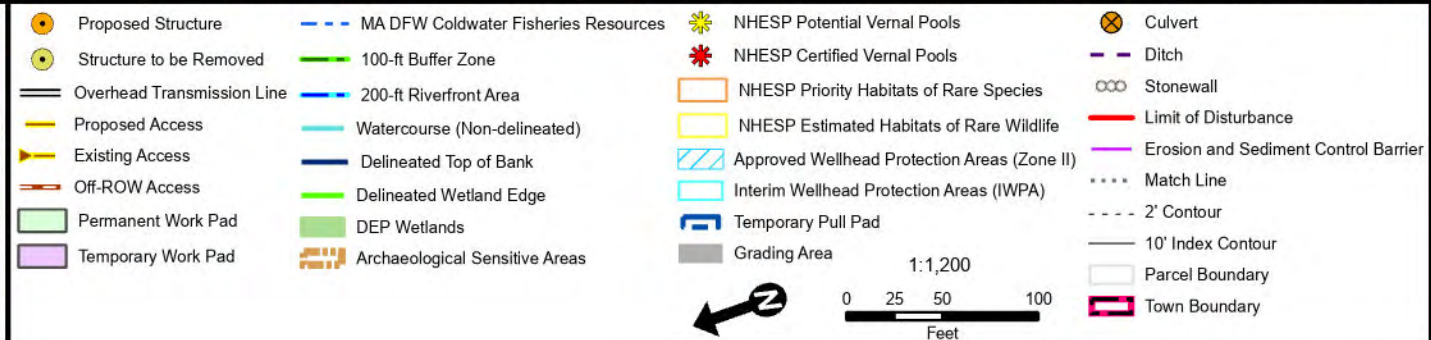 Proposed Structure
Structure to be Removed
Overhead Transmission Line
Proposed Access
Existing Access
Off-ROW Access
Permanent Work Pad
Temporary Work Pad
MA DFW Coldwater Fisheries Resources
100-ft Buffer Zone
200-ft Riverfront Area
Watercourse (Non-delineated)
Delineated Top of Bank
Delineated Wetland Edge
DEP Wetlands
Archaeological Sensitive Areas
NHESP Potential Vernal Pools
NHESP Certified Vernal Pools
NHESP Priority Habitats of Rare Species
NHESP Estimated Habitats of Rare Wildlife
Approved Wellhead Protection Areas (Zone II)
Interim Wellhead Protection Areas (IWPA)
Temporary Pull Pad
Grading Area
N
1:1,200
0 25 50 100
Feet
Culvert
Ditch
Stonewall
Limit of Disturbance
Erosion and Sediment Control Barrier
Match Line
2' Contour
10' Index Contour
Parcel Boundary
Town Boundary